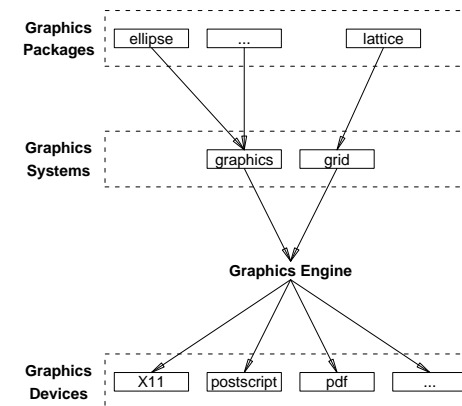 Graphics
Packages
ellipse ... lattice
Graphics
Systems
graphics grid
Graphics Engine
Graphics
Devices
X11 postscript pdf ...